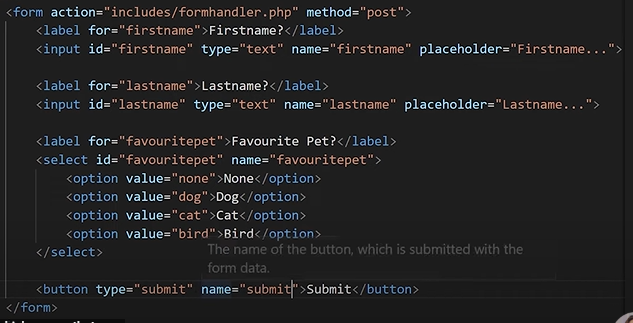 <form action="includes/formhandler.php" method="post">
<label for="firstname">Firstname?</label>
<input id="firstname" type="text" name="firstname" placeholder="Firstname...">
<label for="lastname">Lastname?</label>
<input id="lastname" type="text" name="lastname" placeholder="Lastname...">
<label for="favouritepet">Favourite Pet?</label>
<select id="favouritepet" name="favouritepet">
<option value="none">None</option>
<option value="dog">Dog</option>
<option value="cat">Cat</option>
<option value="bird">Bird</option>
The name of the button, which is submitted with the
</select>
form data.
<button type="submit" name="submit">Submit</button>
</form>